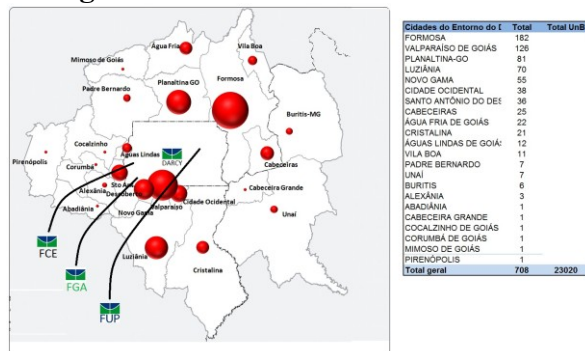 Água Fria
Vila Boa
Mimoso de Goiás
Planaltina GO
Formosa
Padre Bernardo
Buritis-MG
Cocalzinho
Águas Lindas
Pirenópolis
Corumbá
DARCY
Cabeceiras
Alexânia
Sto Ant.
Descoberto
Cabeceira Grande
Abadiânia
Cidade Ocidental
Novo Gama
Valparaíso
Unaí
FCE
Luziânia
Cristalina
FGA
FUP
Cidades do Entorno do D Total Total UnB
FORMOSA 182
VALPARAÍSO DE GOIÁS 126
PLANALTINA-GO 81
LUZIÂNIA 70
NOVO GAMA 55
CIDADE OCIDENTAL 38
SANTO ANTÔNIO DO DES 36
CABECEIRAS 25
ÁGUA FRIA DE GOIÁS 22
CRISTALINA 21
ÁGUAS LINDAS DE GOIÁ 12
VILA BOA 11
PADRE BERNARDO 7
UNAÍ 7
BURITIS 6
ALEXÂNIA 3
ABADIÂNIA 1
CABECEIRA GRANDE 1
COCALZINHO DE GOIÁS 1
CORUMBÁ DE GOIÁS 1
MIMOSO DE GOIÁS 1
PIRENÓPOLIS 1
Total geral 708 23020